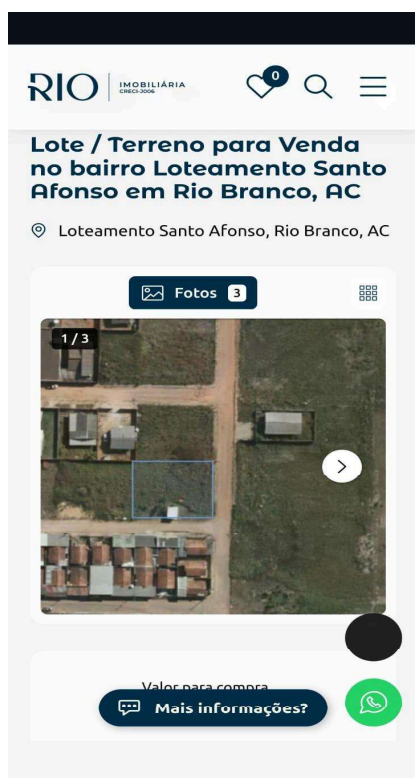 RIO IMOBILIÁRIA
CRECI-J006
0
Lote / Terreno para Venda
no bairro Loteamento Santo
Afonso em Rio Branco, AC
Loteamento Santo Afonso, Rio Branco, AC
Fotos 3
1 / 3
Valor para compra
Mais informações?